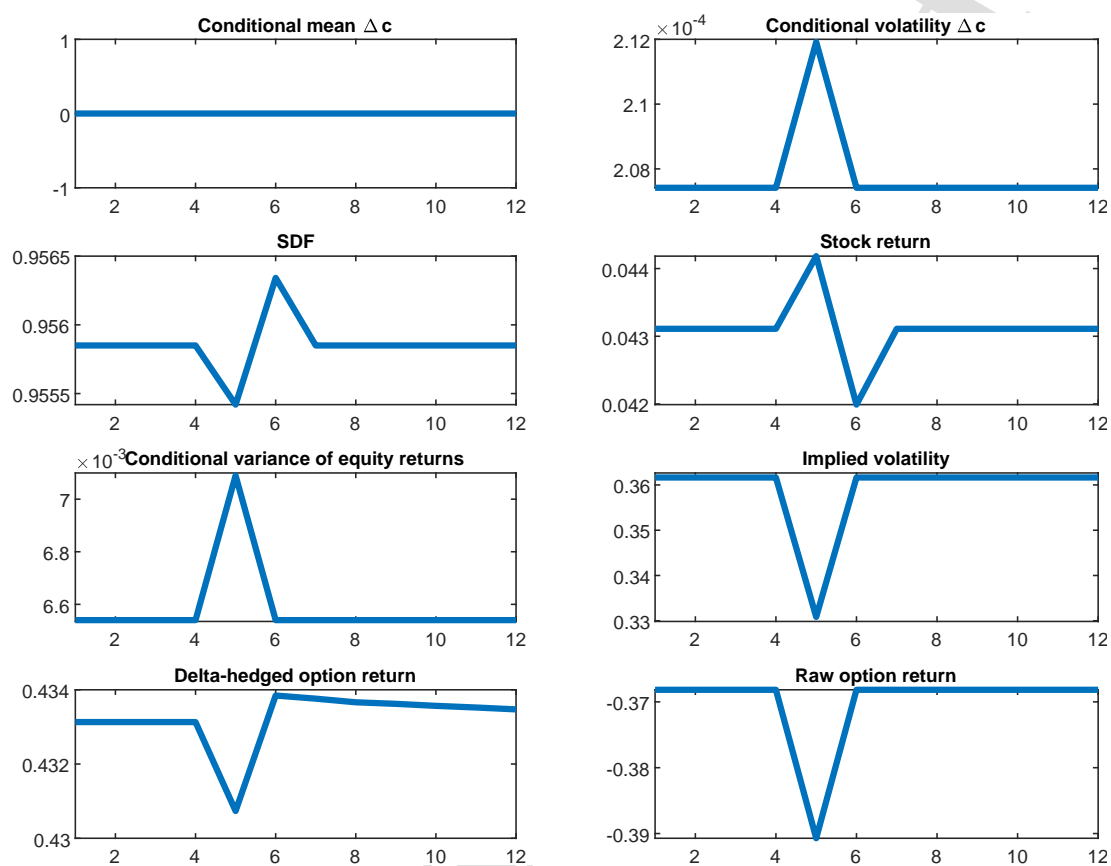 Conditional mean Δ c
1
0
-1
2 4 6 8 10 12
Conditional volatility Δ c
× 10-4
2.12
2.1
2.08
2 4 6 8 10 12
SDF
0.9565
0.956
0.9555
2 4 6 8 10 12
Stock return
0.044
0.043
0.042
2 4 6 8 10 12
× 10-3
Conditional variance of equity returns
7
6.8
6.6
2 4 6 8 10 12
Implied volatility
0.36
0.35
0.34
0.33
2 4 6 8 10 12
Delta-hedged option return
0.434
0.432
0.43
2 4 6 8 10 12
Raw option return
-0.37
-0.38
-0.39
2 4 6 8 10 12